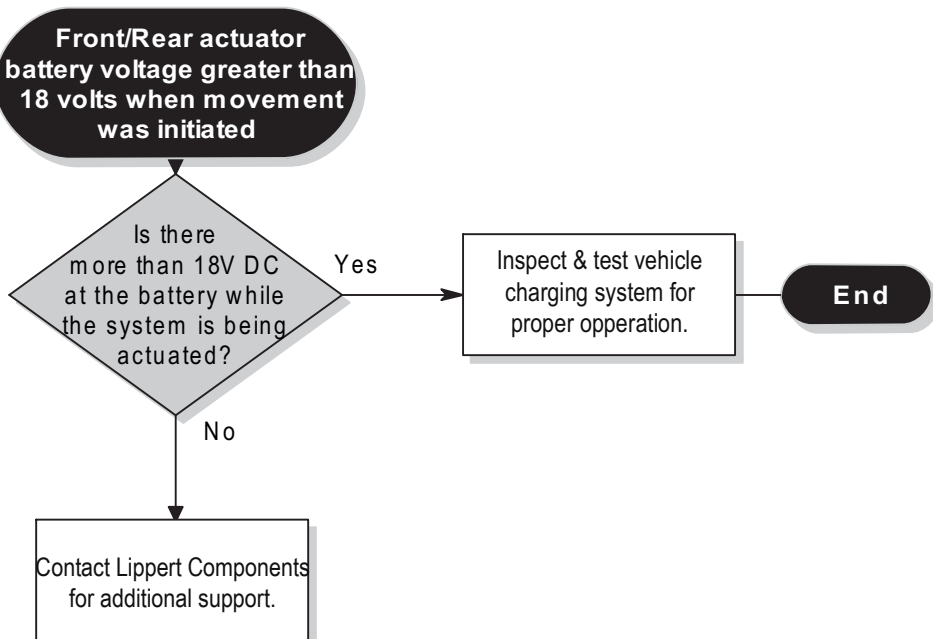 Front/Rear actuator
battery voltage greater than
18 volts when movement
was initiated
Is there
more than 18V DC
at the battery while
the system is being
actuated?
Yes
Inspect & test vehicle
charging system for
proper opperation.
End
No
Contact Lippert Components
for additional support.